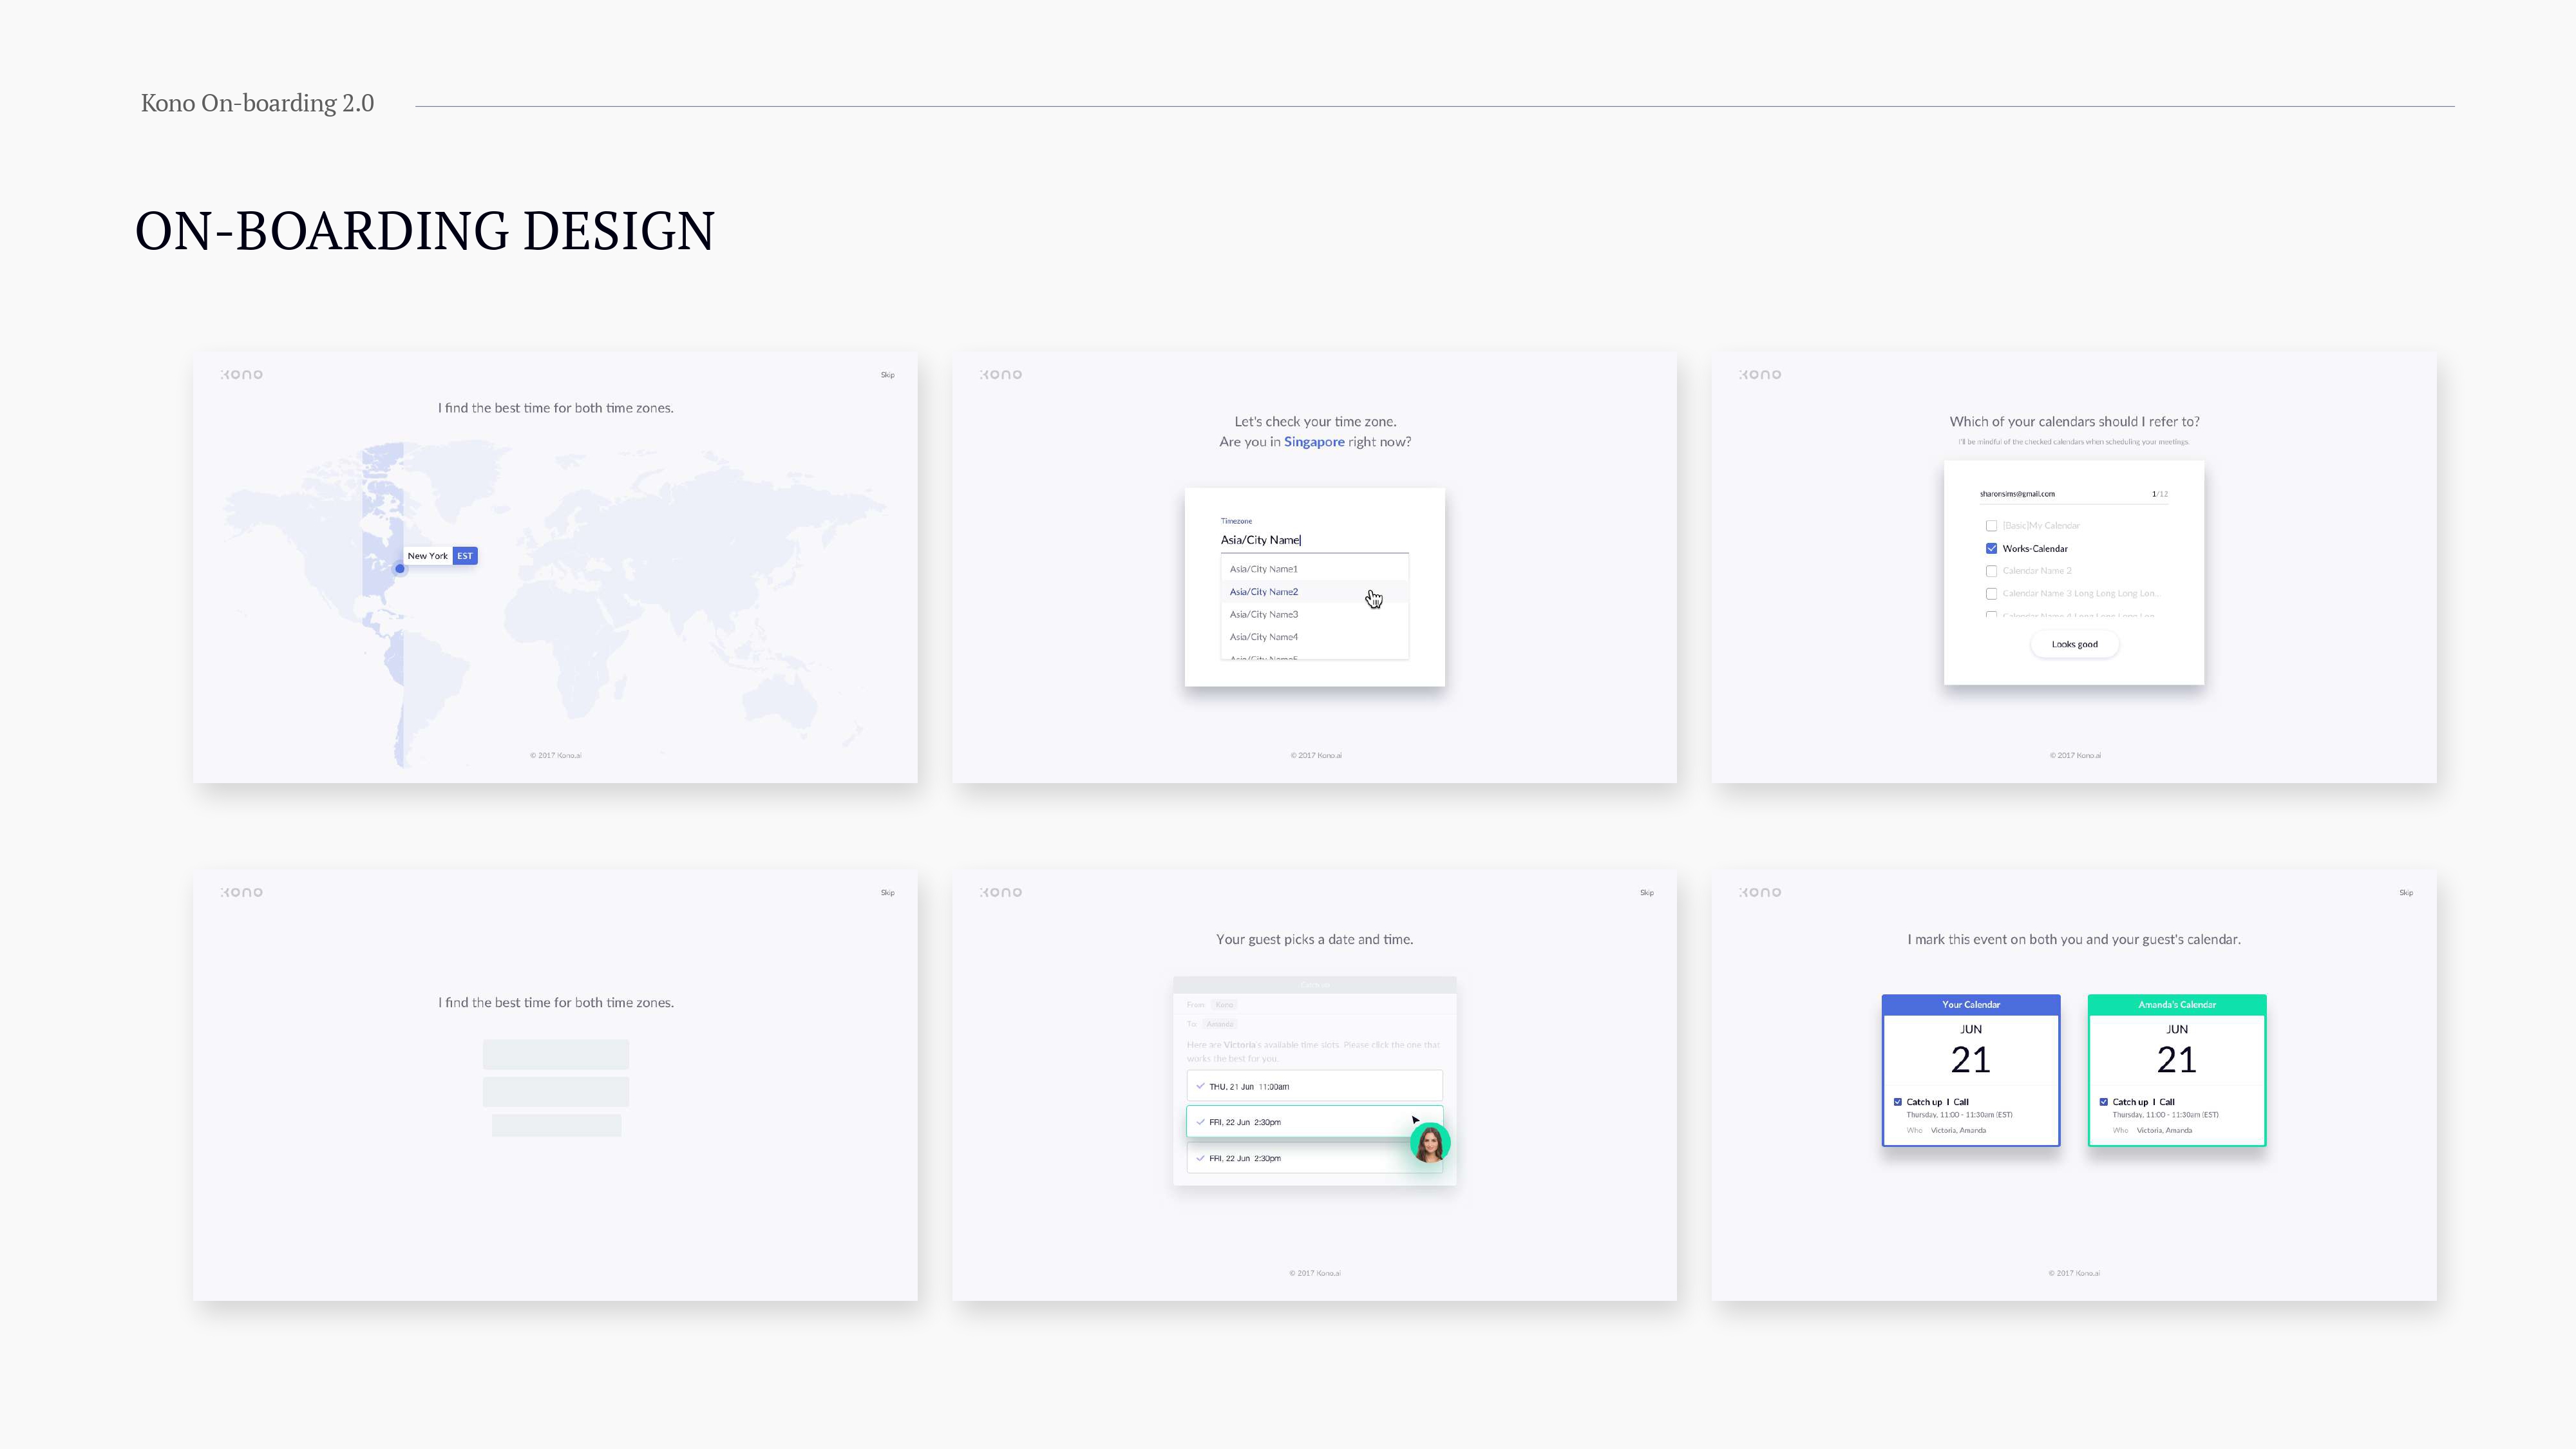 Kono On-boarding 2.0
ON-BOARDING DESIGN
kono
Skip
I find the best time for both time zones.
New York EST
© 2017 Kono.ai
kono
Let's check your time zone.
Are you in Singapore right now?
Timezone
Asia/City Name
Asia/City Name1
Asia/City Name2
Asia/City Name3
Asia/City Name4
Asia/City Name5
© 2017 Kono.ai
kono
Which of your calendars should I refer to?
I'll be mindful of the checked calendars when scheduling your meetings
sharonsims@gmail.com 1/12
[Basic]My Calendar
Works-Calendar
Calendar Name 2
Calendar Name 3 Long Long Long Lon...
Calendar Name 4 Long Long Long Lon...
Looks good
© 2017 Kono.ai
kono
Skip
I find the best time for both time zones.
kono
Skip
Your guest picks a date and time.
From: Kono
To: Amanda
Here are Victoria's available time slots. Please click the one that
works the best for you.
THU, 21 Jun 11:00am
FRI, 22 Jun 2:30pm
FRI, 22 Jun 2:30pm
© 2017 Kono.ai
kono
Skip
I mark this event on both you and your guest's calendar.
Your Calendar
JUN
21
Catch up I Call
Thursday, 11:00 - 11:30am (EST)
Who Victoria, Amanda
Amanda's Calendar
JUN
21
Catch up I Call
Thursday, 11:00 - 11:30am (EST)
Who Victoria, Amanda
© 2017 Kono.ai